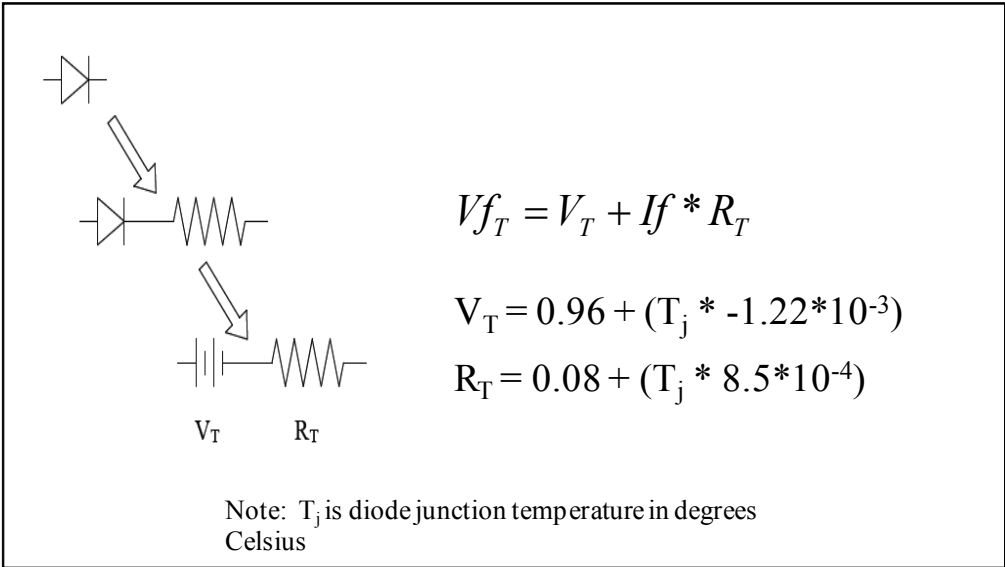 Vf_T = V_T + If * R_T
V_T = 0.96 + (T_j * -1.22*10^-3)
R_T = 0.08 + (T_j * 8.5*10^-4)
V_T R_T
Note: T_j is diode junction temperature in degrees
Celsius